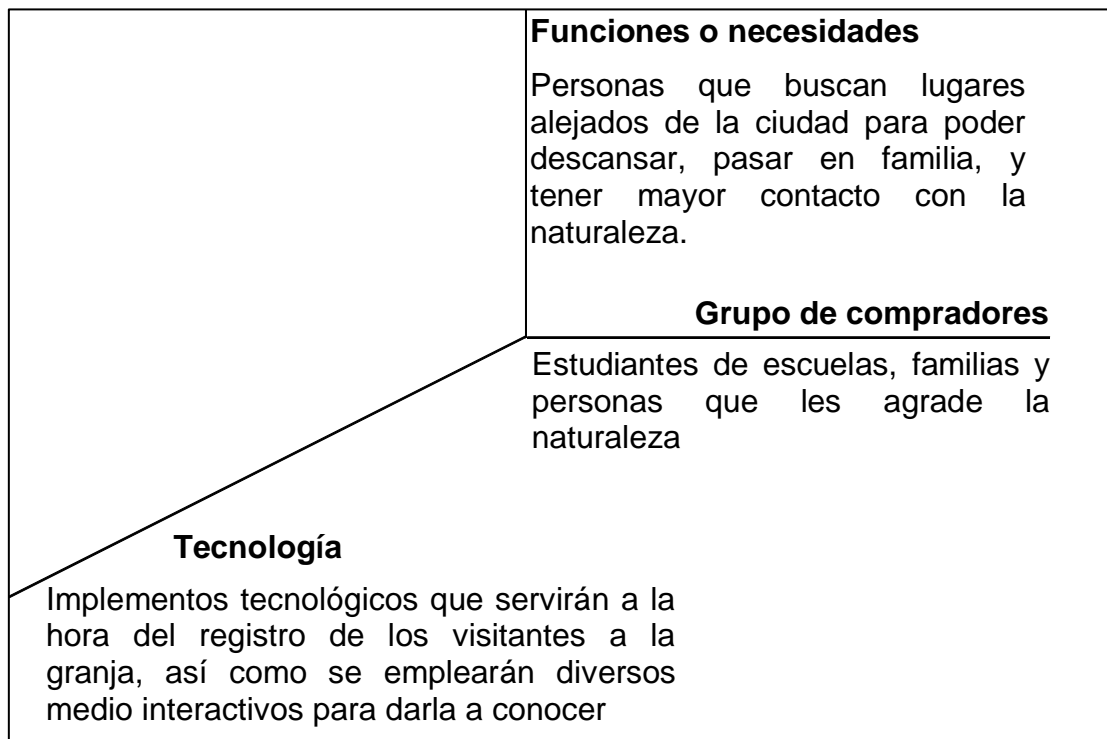 Funciones o necesidades
Personas que buscan lugares
alejados de la ciudad para poder
descansar, pasar en familia, y
tener mayor contacto con la
naturaleza.
Grupo de compradores
Estudiantes de escuelas, familias y
personas que les agrade la
naturaleza
Tecnología
Implementos tecnológicos que servirán a la
hora del registro de los visitantes a la
granja, así como se emplearán diversos
medio interactivos para darla a conocer